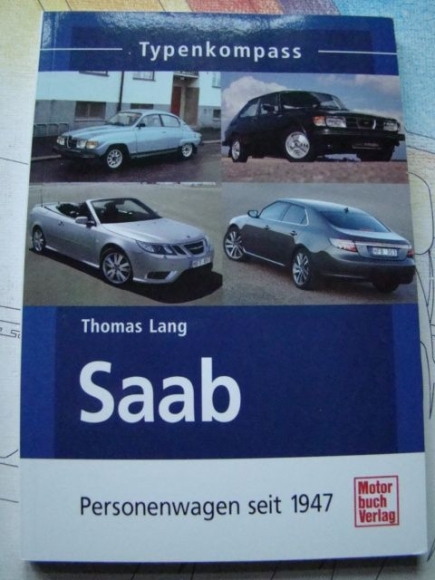 Typenkompass
Thomas Lang
Saab
Personenwagen seit 1947
Motor
buch
Verlag